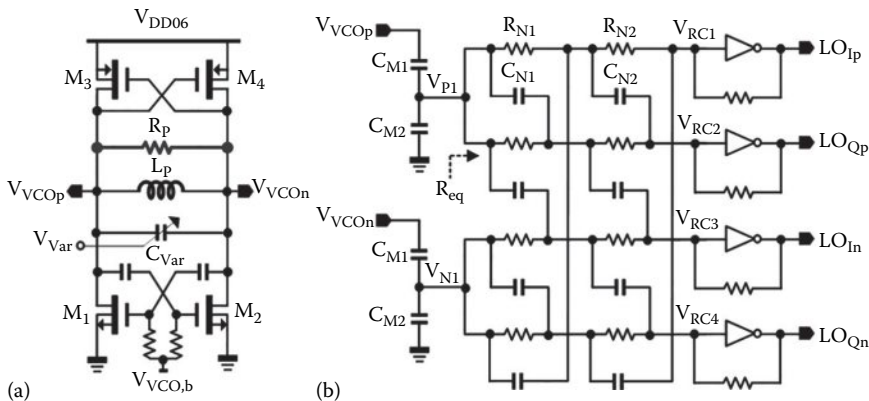 V_DD06
M_3
M_4
R_P
L_P
V_VCOp
V_VCOn
V_Var
C_Var
M_1
M_2
V_VCO,b
(a)
V_VCOp
C_M1
V_P1
C_M2
R_eq
V_VCOn
C_M1
V_N1
C_M2
R_N1
R_N2
C_N1
C_N2
V_RC1
LO_Ip
V_RC2
LO_Qp
V_RC3
LO_In
V_RC4
LO_Qn
(b)